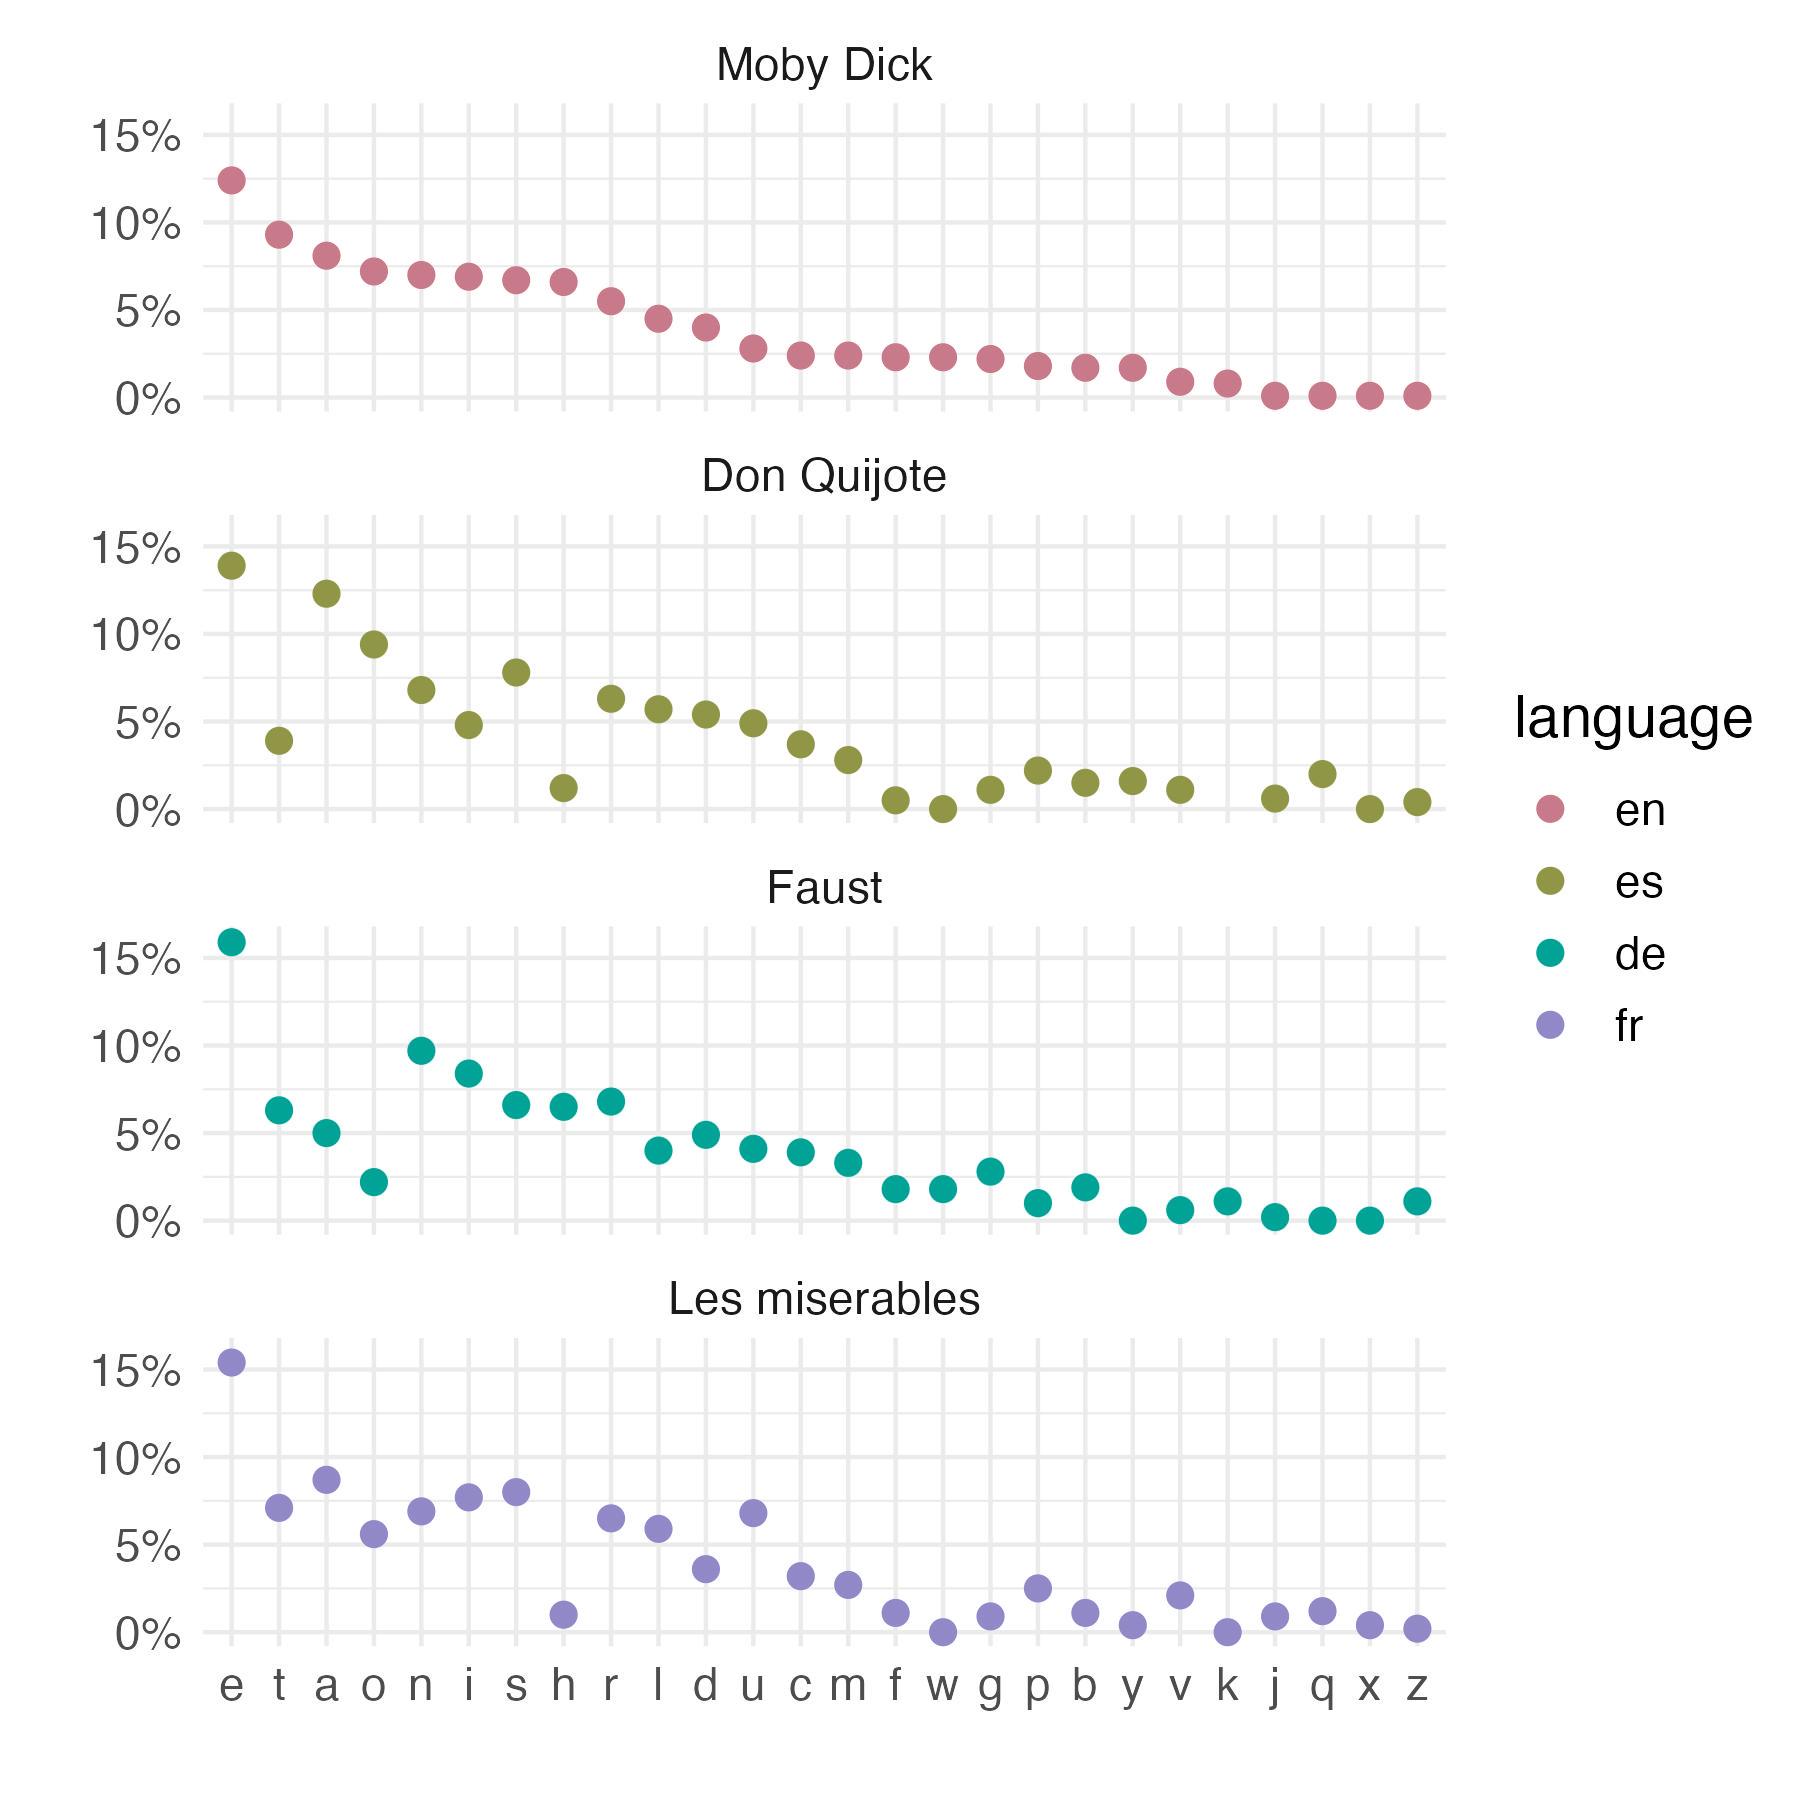 Moby Dick
15%
10%
5%
0%
Don Quijote
15%
10%
5%
0%
Faust
15%
10%
5%
0%
Les miserables
15%
10%
5%
0%
e t a o n i s h r l d u c m f w g p b y v k j q x z
language
en
es
de
fr